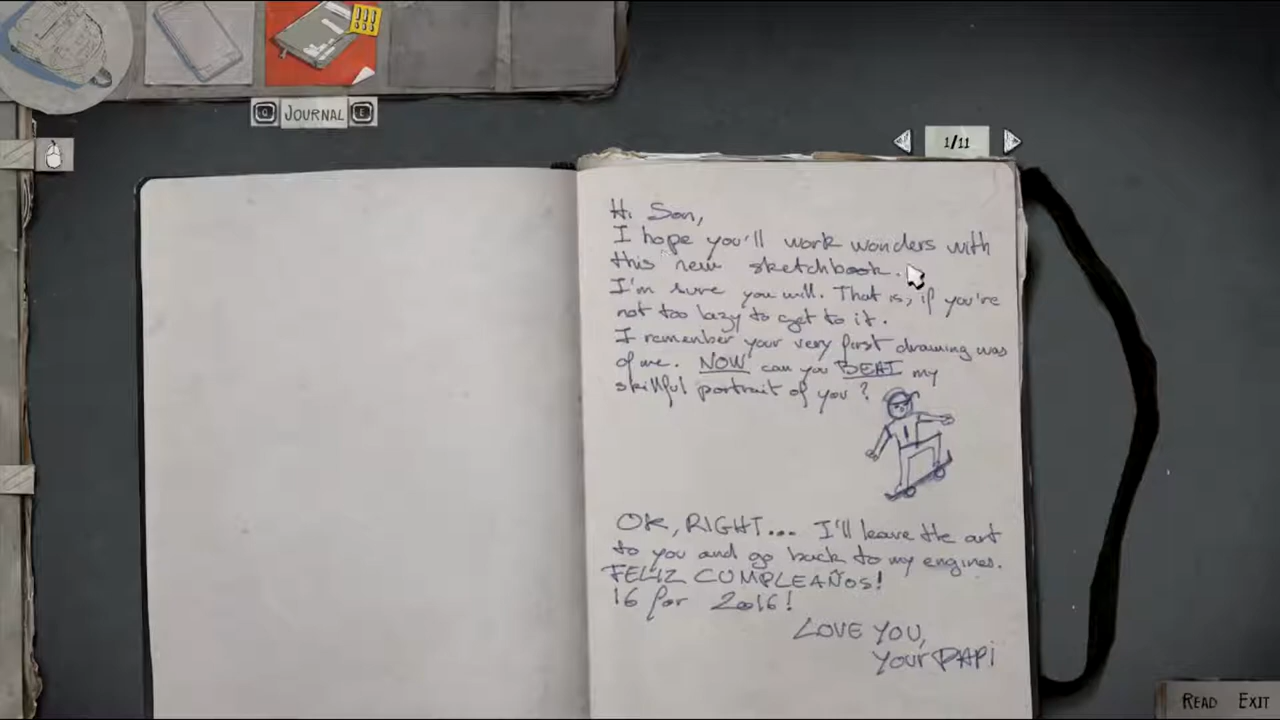 JOURNAL
1/11
Hi Son,
I hope you'll work wonders with
this new sketchbook.
I'm sure you will. That is, if you're
not too lazy to get to it.
I remember your very first drawing was
of me. NOW can you BEAT my
skillful portrait of you?
OK, RIGHT... I'll leave the art
to you and go back to my engines.
FELIZ CUMPLEAÑOS!
16 for 2016!
LOVE YOU,
Your PAPI
READ EXIT